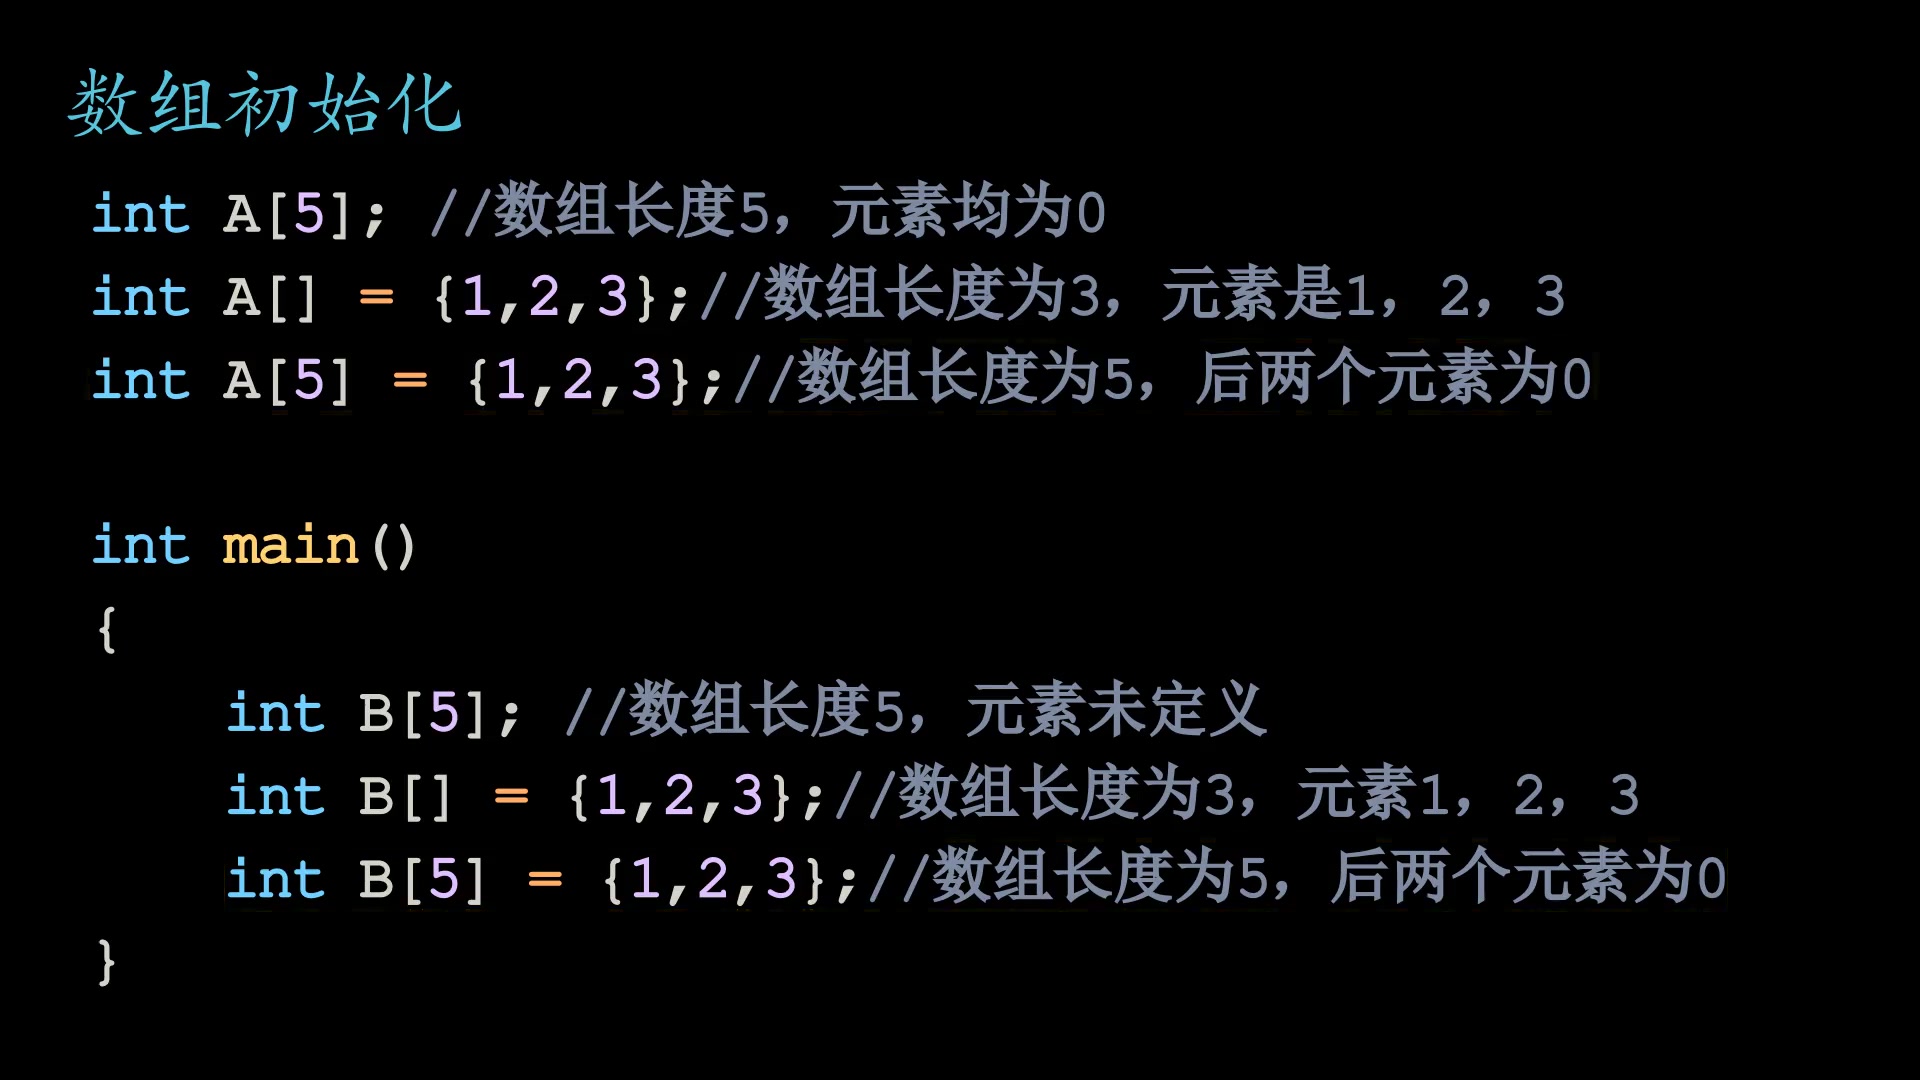 数组初始化
int A[5]; //数组长度5，元素均为0
int A[] = {1,2,3};//数组长度为3，元素是1，2，3
int A[5] = {1,2,3};//数组长度为5，后两个元素为0
int main()
{
    int B[5]; //数组长度5，元素未定义
    int B[] = {1,2,3};//数组长度为3，元素1，2，3
    int B[5] = {1,2,3};//数组长度为5，后两个元素为0
}